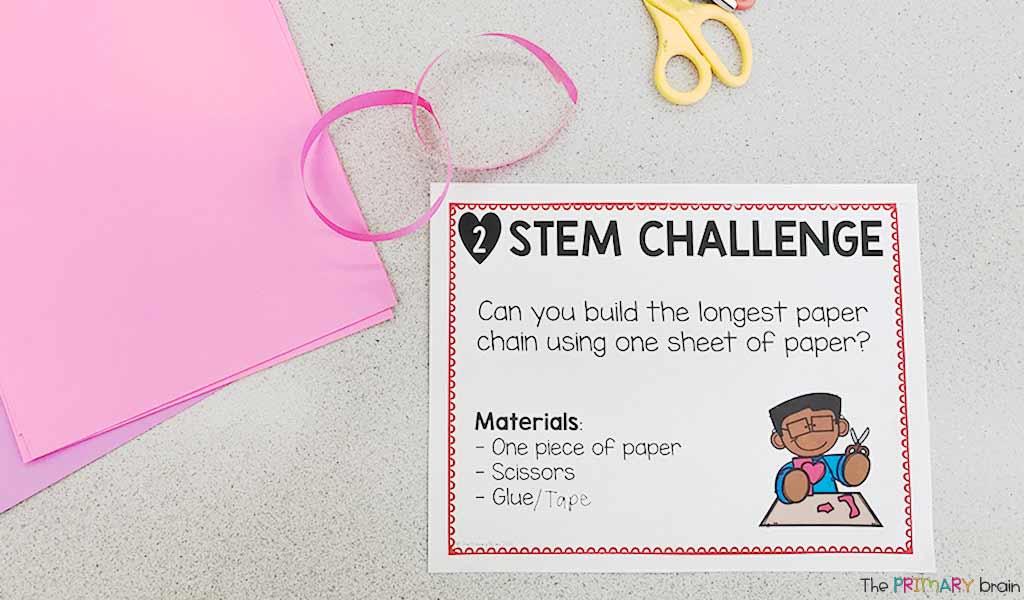 2 STEM CHALLENGE
Can you build the longest paper
chain using one sheet of paper?
Materials:
- One piece of paper
- Scissors
- Glue/Tape
The PRIMARY brain